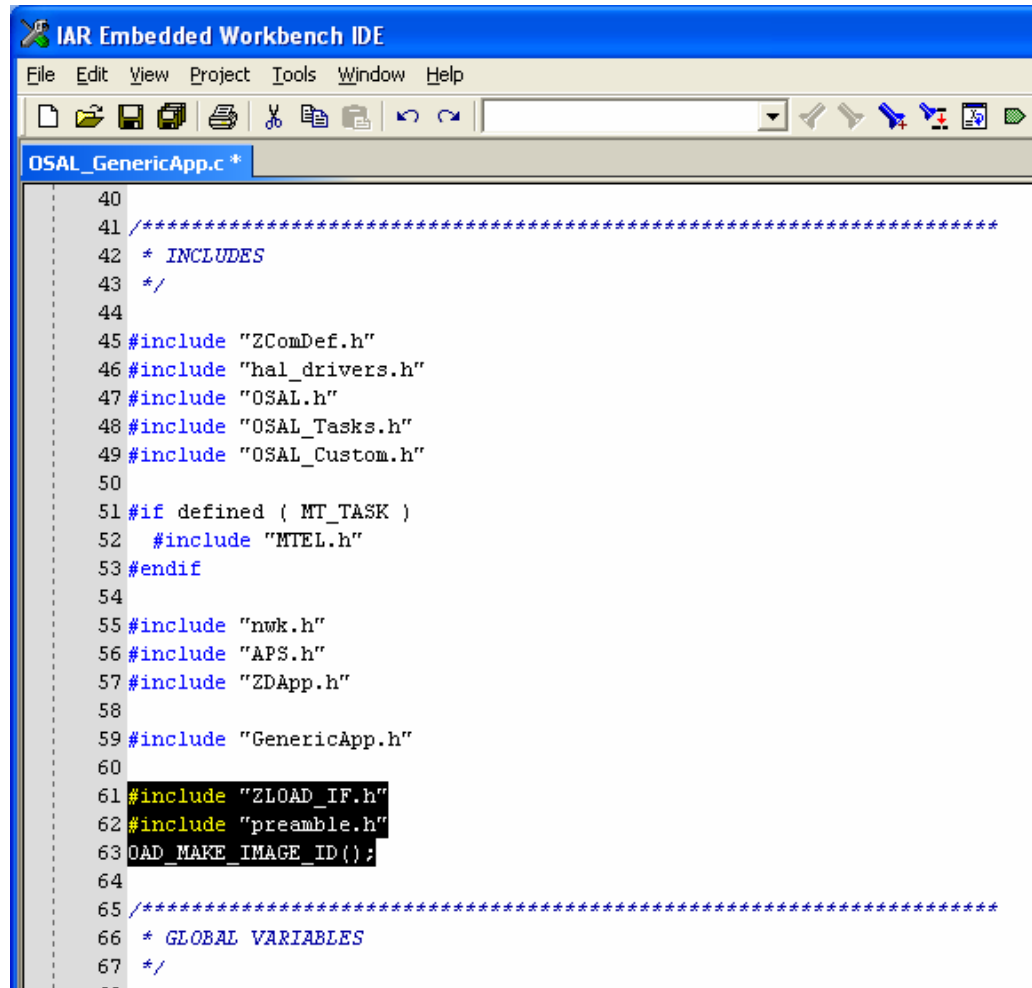 IAR Embedded Workbench IDE
File Edit View Project Tools Window Help
OSAL_GenericApp.c *
40
41 /*********************************************************************
42  * INCLUDES
43  */
44
45 #include "ZComDef.h"
46 #include "hal_drivers.h"
47 #include "OSAL.h"
48 #include "OSAL_Tasks.h"
49 #include "OSAL_Custom.h"
50
51 #if defined ( MT_TASK )
52   #include "MTEL.h"
53 #endif
54
55 #include "nwk.h"
56 #include "APS.h"
57 #include "ZDApp.h"
58
59 #include "GenericApp.h"
60
61 #include "ZLOAD_IF.h"
62 #include "preamble.h"
63 OAD_MAKE_IMAGE_ID();
64
65 /*********************************************************************
66  * GLOBAL VARIABLES
67  */